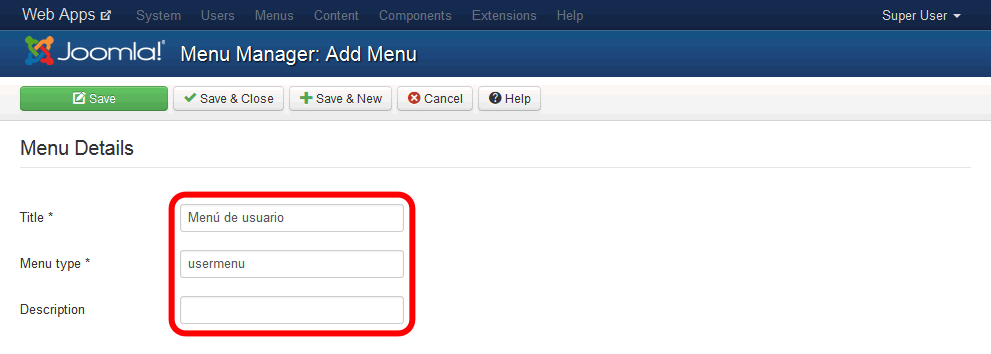 Web Apps System Users Menus Content Components Extensions Help Super User
Joomla!® Menu Manager: Add Menu
Save Save & Close Save & New Cancel Help
Menu Details
Title * Menú de usuario
Menu type * usermenu
Description